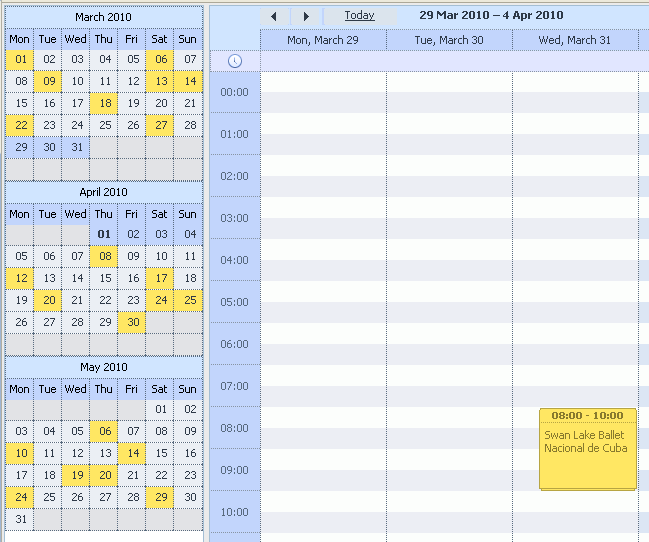 March 2010
Mon Tue Wed Thu Fri Sat Sun
01 02 03 04 05 06 07
08 09 10 11 12 13 14
15 16 17 18 19 20 21
22 23 24 25 26 27 28
29 30 31
April 2010
Mon Tue Wed Thu Fri Sat Sun
01 02 03 04
05 06 07 08 09 10 11
12 13 14 15 16 17 18
19 20 21 22 23 24 25
26 27 28 29 30
May 2010
Mon Tue Wed Thu Fri Sat Sun
01 02
03 04 05 06 07 08 09
10 11 12 13 14 15 16
17 18 19 20 21 22 23
24 25 26 27 28 29 30
31
Today 29 Mar 2010 – 4 Apr 2010
Mon, March 29 Tue, March 30 Wed, March 31
00:00
01:00
02:00
03:00
04:00
05:00
06:00
07:00
08:00
09:00
10:00
08:00 - 10:00
Swan Lake Ballet
Nacional de Cuba